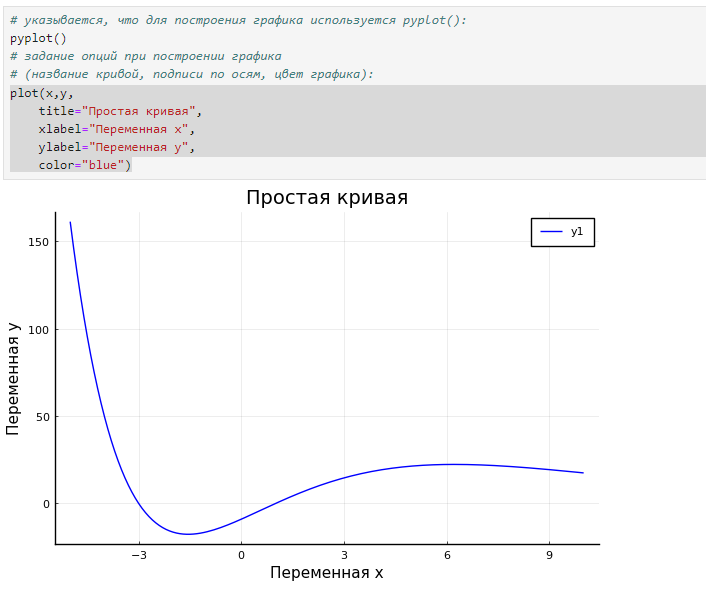 # указывается, что для построения графика используется pyplot():
pyplot()
# задание опций при построении графика
# (название кривой, подписи по осям, цвет графика):
plot(x,y,
title="Простая кривая",
xlabel="Переменная x",
ylabel="Переменная y",
color="blue")
Простая кривая
y1
Переменная y
150
100
50
0
−3
0
3
6
9
Переменная x